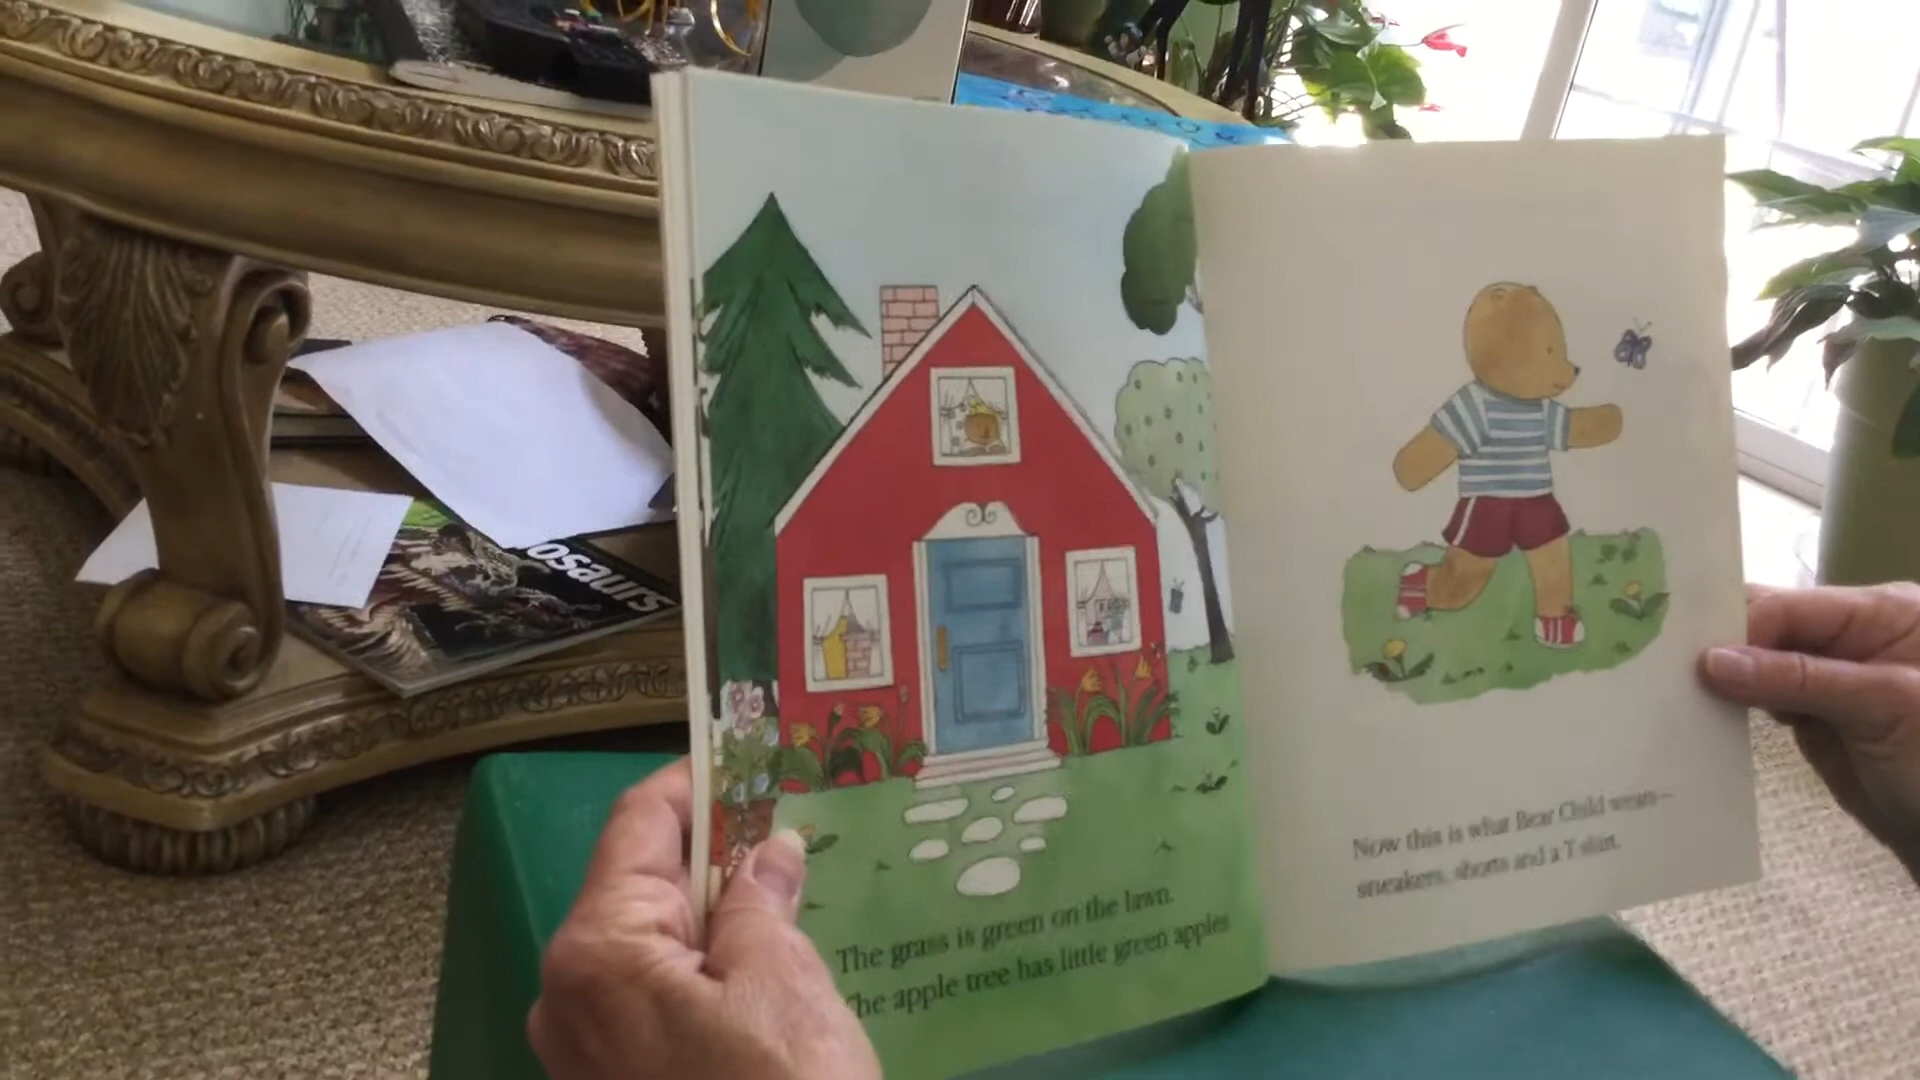 The grass is green on the lawn.
The apple tree has little green apples
Now this is what Bear Child wears—
sneakers, shorts and a T shirt.
osaurs